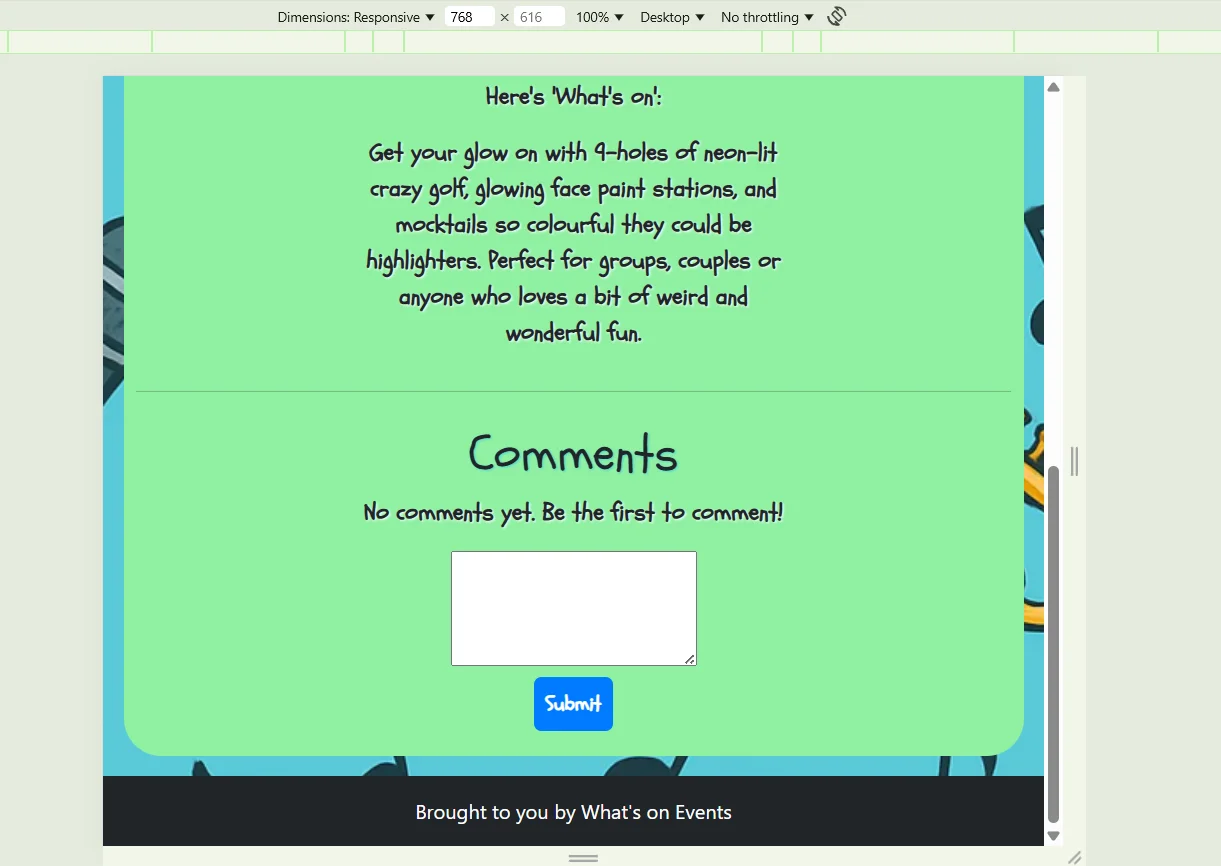 Dimensions: Responsive ▼ 768 × 616 100% ▼ Desktop ▼ No throttling ▼
Here's 'What's on':
Get your glow on with 9-holes of neon-lit
crazy golf, glowing face paint stations, and
mocktails so colourful they could be
highlighters. Perfect for groups, couples or
anyone who loves a bit of weird and
wonderful fun.
Comments
No comments yet. Be the first to comment!
Submit
Brought to you by What's on Events